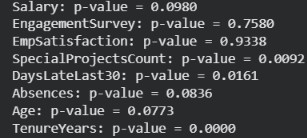 Salary: p-value = 0.0980
EngagementSurvey: p-value = 0.7580
EmpSatisfaction: p-value = 0.9338
SpecialProjectsCount: p-value = 0.0092
DaysLateLast30: p-value = 0.0161
Absences: p-value = 0.0836
Age: p-value = 0.0773
TenureYears: p-value = 0.0000